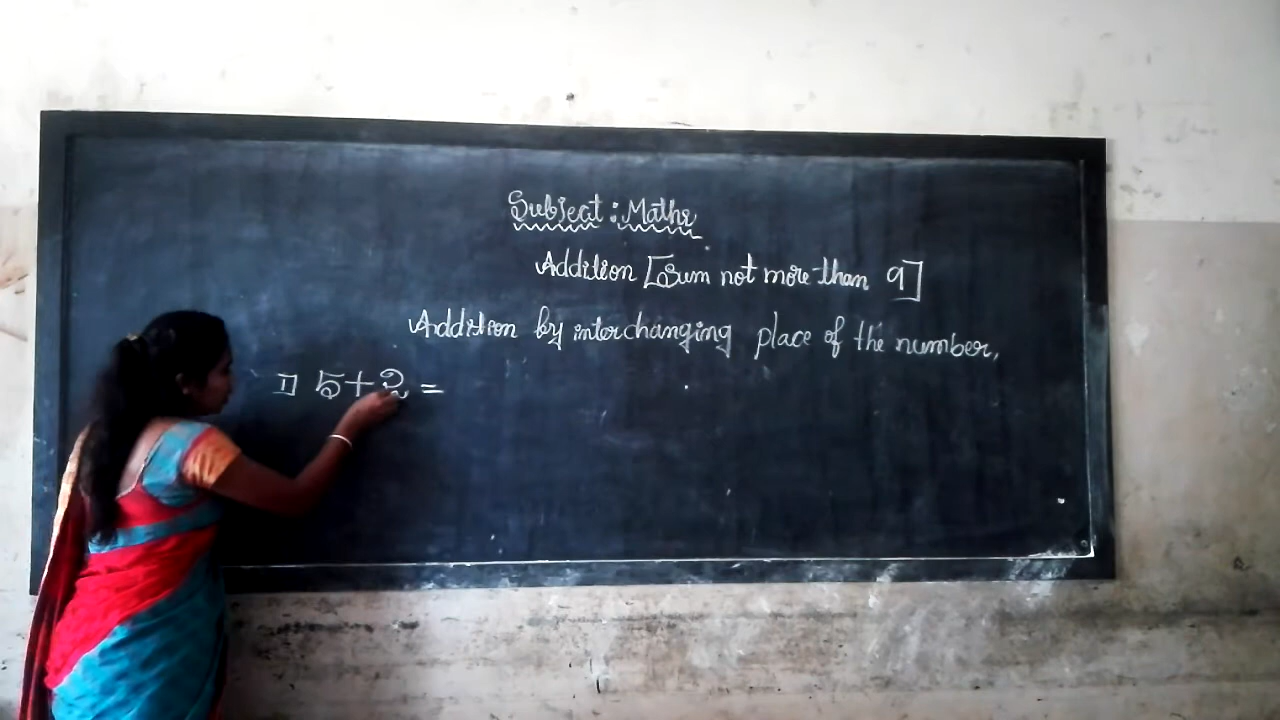 Subject : Maths
Addition [Sum not more than 9]
Addition by interchanging place of the number,
1] 5+2 =